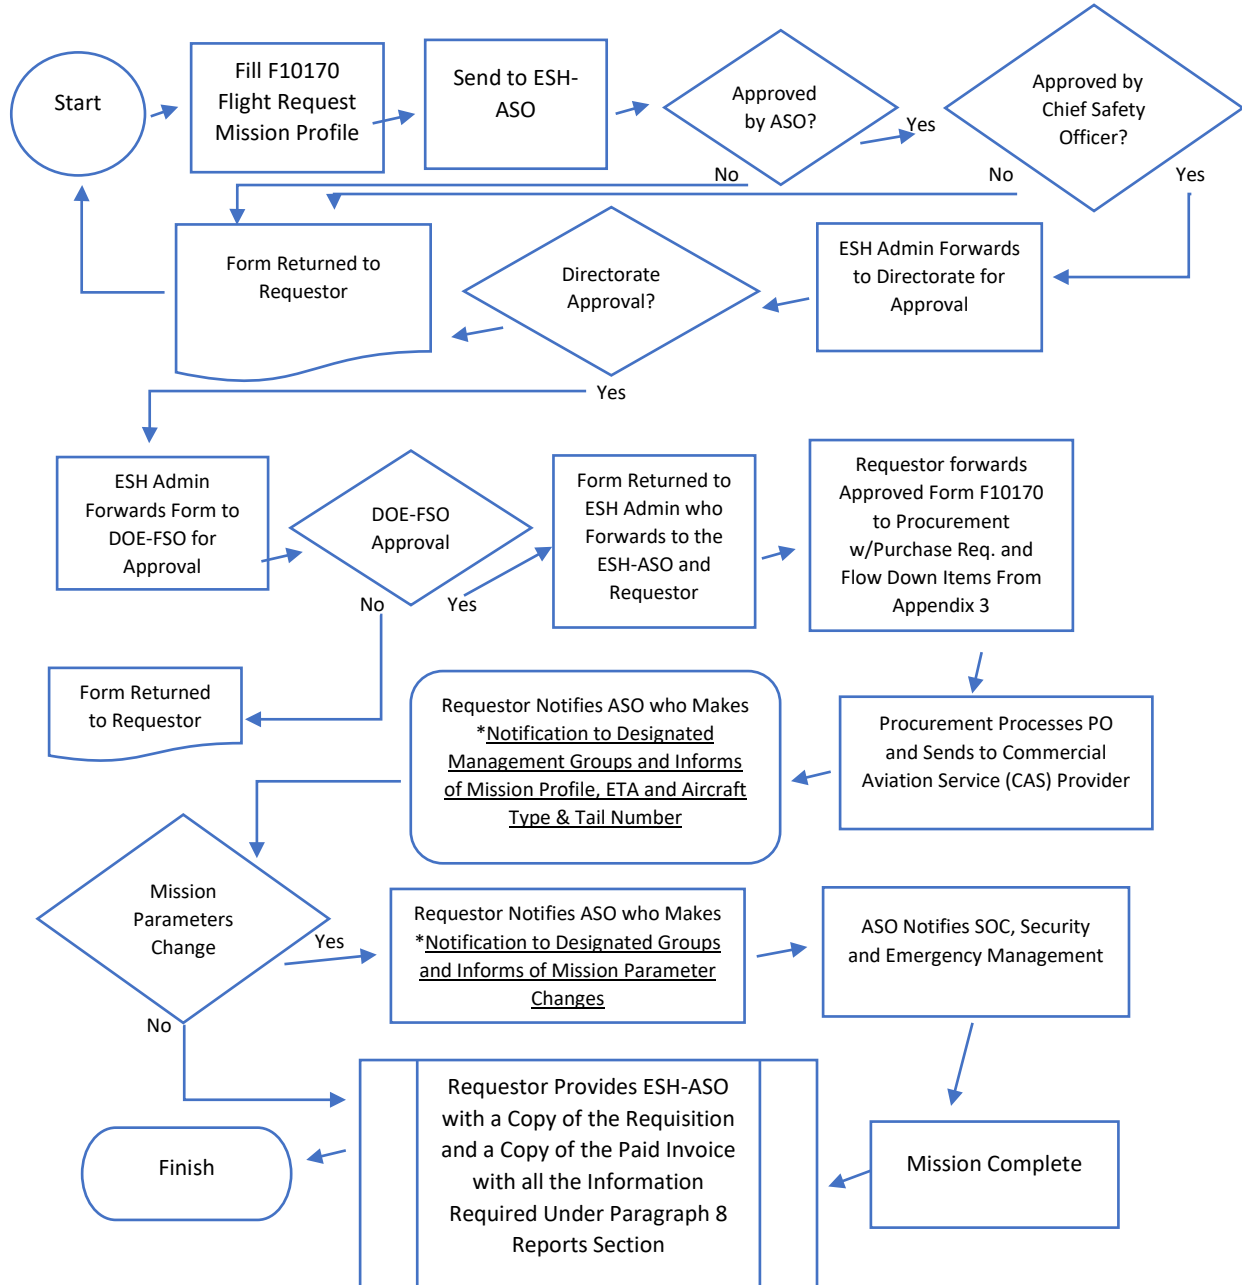 Start
Fill F10170
Flight Request
Mission Profile
Send to ESH-
ASO
Approved
by ASO?
Yes
No
Approved by
Chief Safety
Officer?
No
Yes
ESH Admin Forwards
to Directorate for
Approval
Directorate
Approval?
Form Returned to
Requestor
Yes
ESH Admin
Forwards Form to
DOE-FSO for
Approval
DOE-FSO
Approval
No
Yes
Form Returned to
ESH Admin who
Forwards to the
ESH-ASO and
Requestor
Requestor forwards
Approved Form F10170
to Procurement
w/Purchase Req. and
Flow Down Items From
Appendix 3
Form Returned
to Requestor
Requestor Notifies ASO who Makes
*Notification to Designated
Management Groups and Informs
of Mission Profile, ETA and Aircraft
Type & Tail Number
Procurement Processes PO
and Sends to Commercial
Aviation Service (CAS) Provider
Mission
Parameters
Change
Yes
No
Requestor Notifies ASO who Makes
*Notification to Designated Groups
and Informs of Mission Parameter
Changes
ASO Notifies SOC, Security
and Emergency Management
Mission Complete
Requestor Provides ESH-ASO
with a Copy of the Requisition
and a Copy of the Paid Invoice
with all the Information
Required Under Paragraph 8
Reports Section
Finish